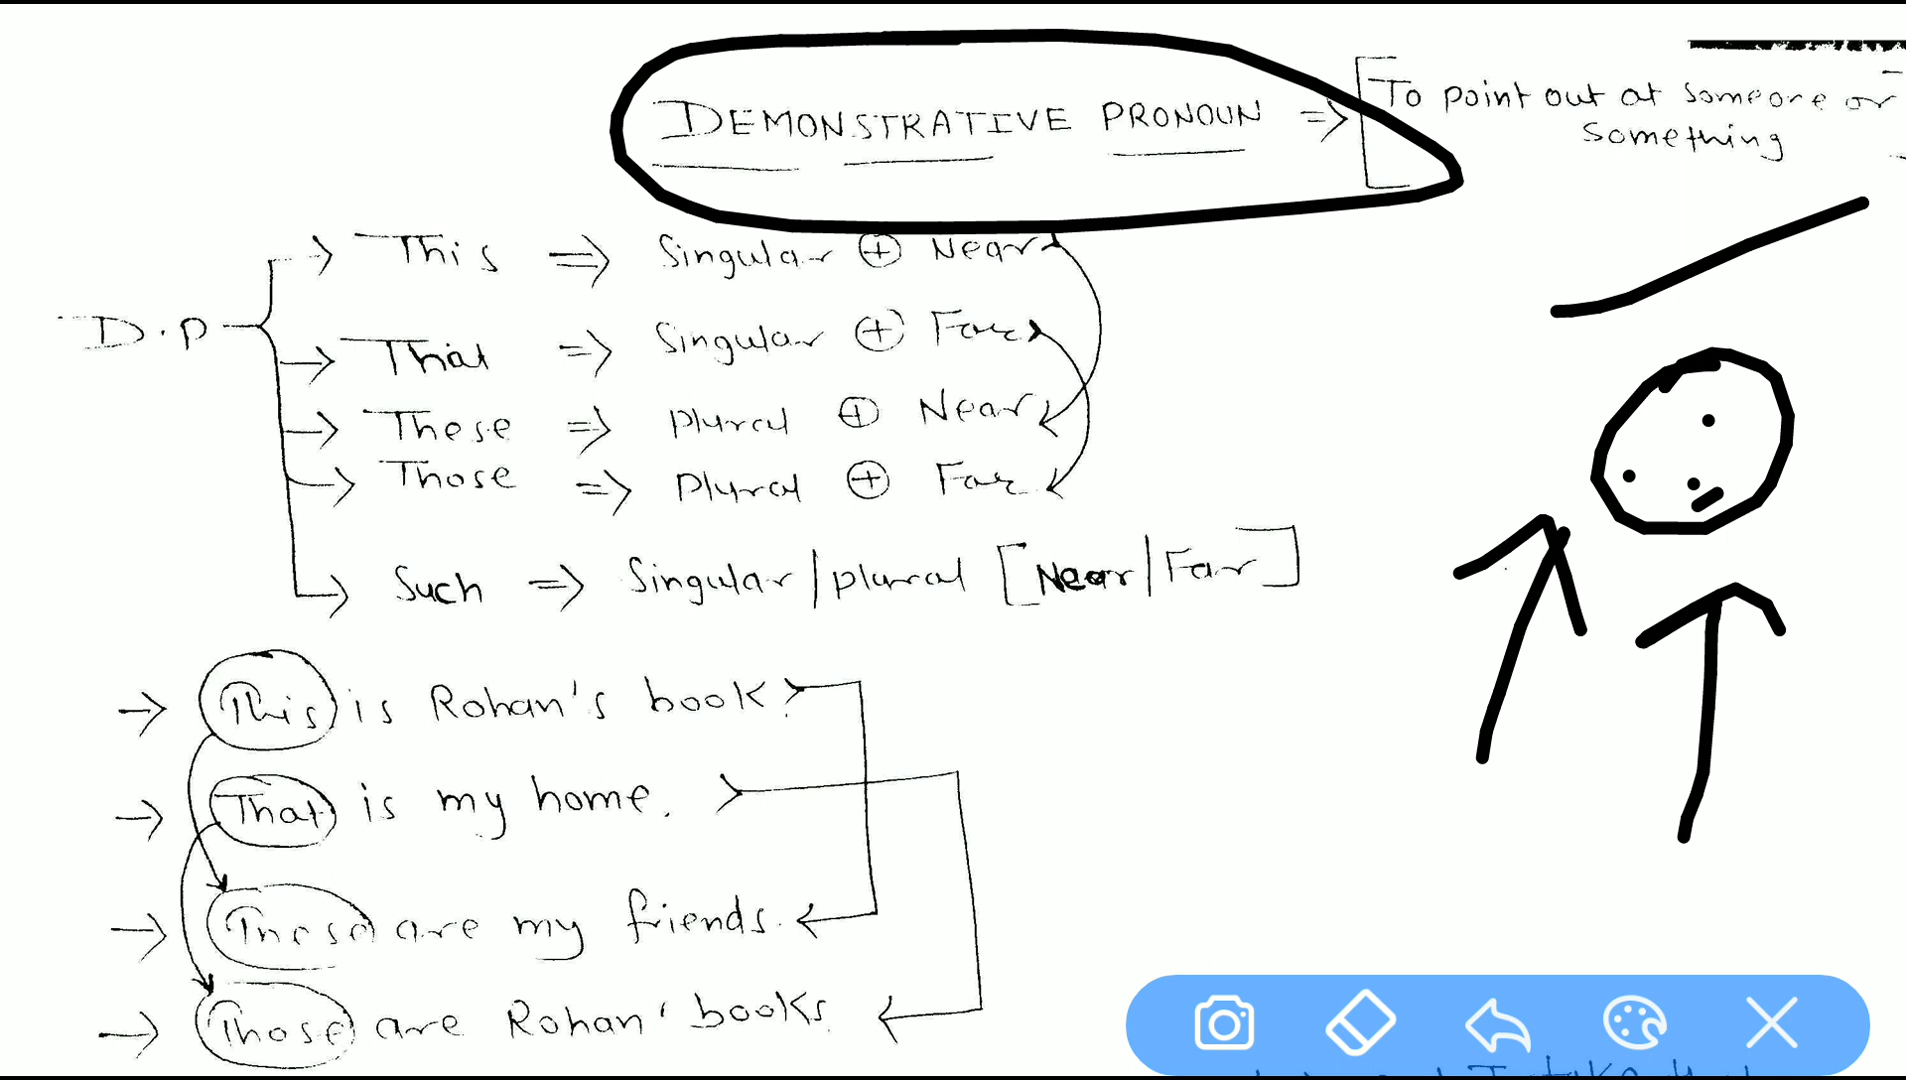 DEMONSTRATIVE PRONOUN => [To point out at someone or
something
D.P
→ This => Singular ⊕ Near
→ That => Singular ⊕ Far
→ These => Plural ⊕ Near
→ Those => Plural ⊕ Far
→ Such => Singular/plural [Near/Far]
→ This is Rohan's book.
→ That is my home.
→ These are my friends.
→ Those are Rohan' books.